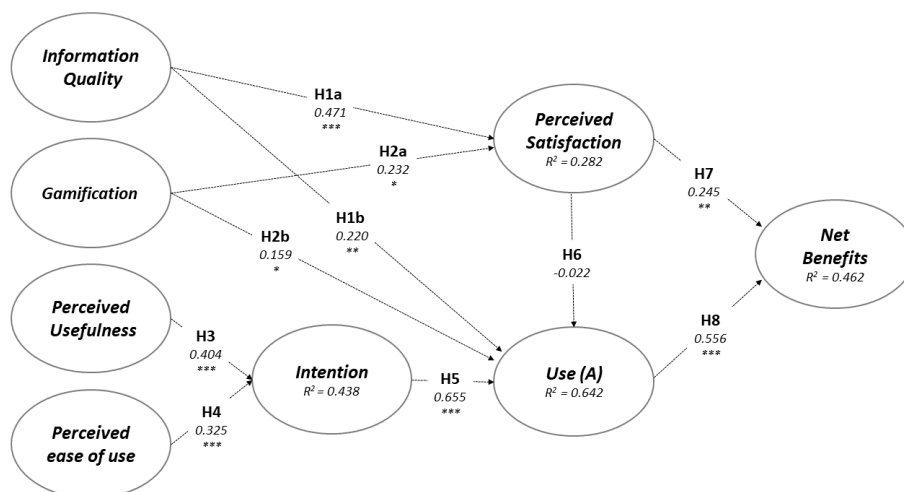 Information
Quality
H1a
0.471
***
Perceived
Satisfaction
R² = 0.282
H2a
0.232
*
Gamification
H7
0.245
**
H1b
0.220
**
H2b
0.159
*
H6
-0.022
Net
Benefits
R² = 0.462
Perceived
Usefulness
H3
0.404
***
H8
0.556
***
Intention
R² = 0.438
H5
0.655
***
Use (A)
R² = 0.642
H4
0.325
***
Perceived
ease of use